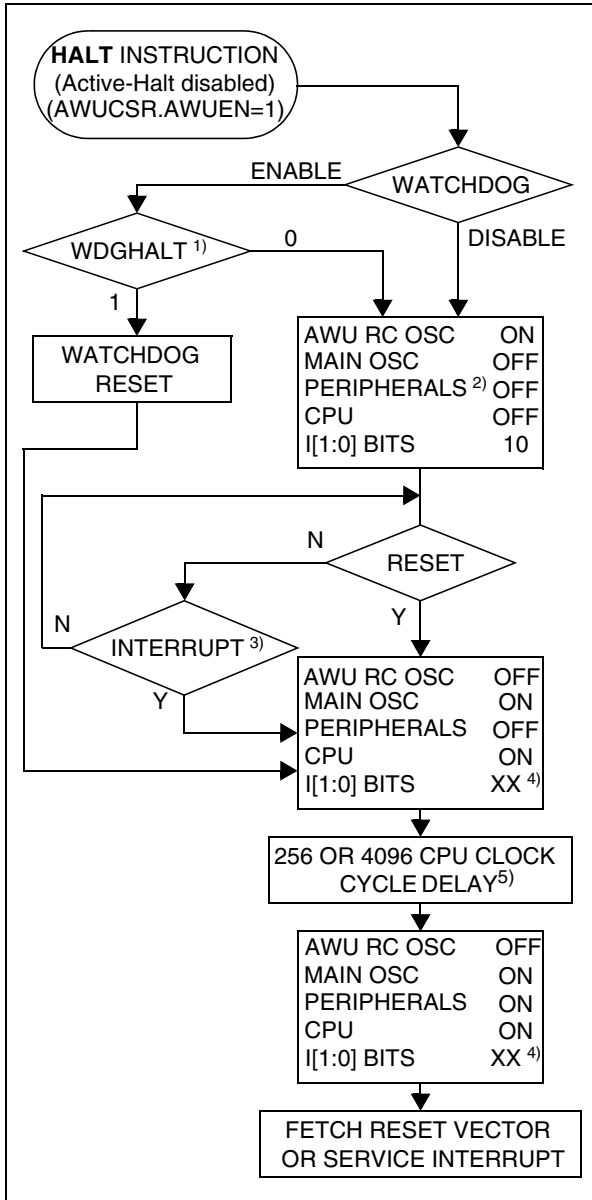 HALT INSTRUCTION
(Active-Halt disabled)
(AWUCSR.AWUEN=1)
ENABLE
WATCHDOG
WDGHALT 1)
0
DISABLE
1
WATCHDOG
RESET
AWU RC OSC ON
MAIN OSC OFF
PERIPHERALS 2) OFF
CPU OFF
I[1:0] BITS 10
N
RESET
Y
N
INTERRUPT 3)
Y
AWU RC OSC OFF
MAIN OSC ON
PERIPHERALS OFF
CPU ON
I[1:0] BITS XX 4)
256 OR 4096 CPU CLOCK
CYCLE DELAY5)
AWU RC OSC OFF
MAIN OSC ON
PERIPHERALS ON
CPU ON
I[1:0] BITS XX 4)
FETCH RESET VECTOR
OR SERVICE INTERRUPT